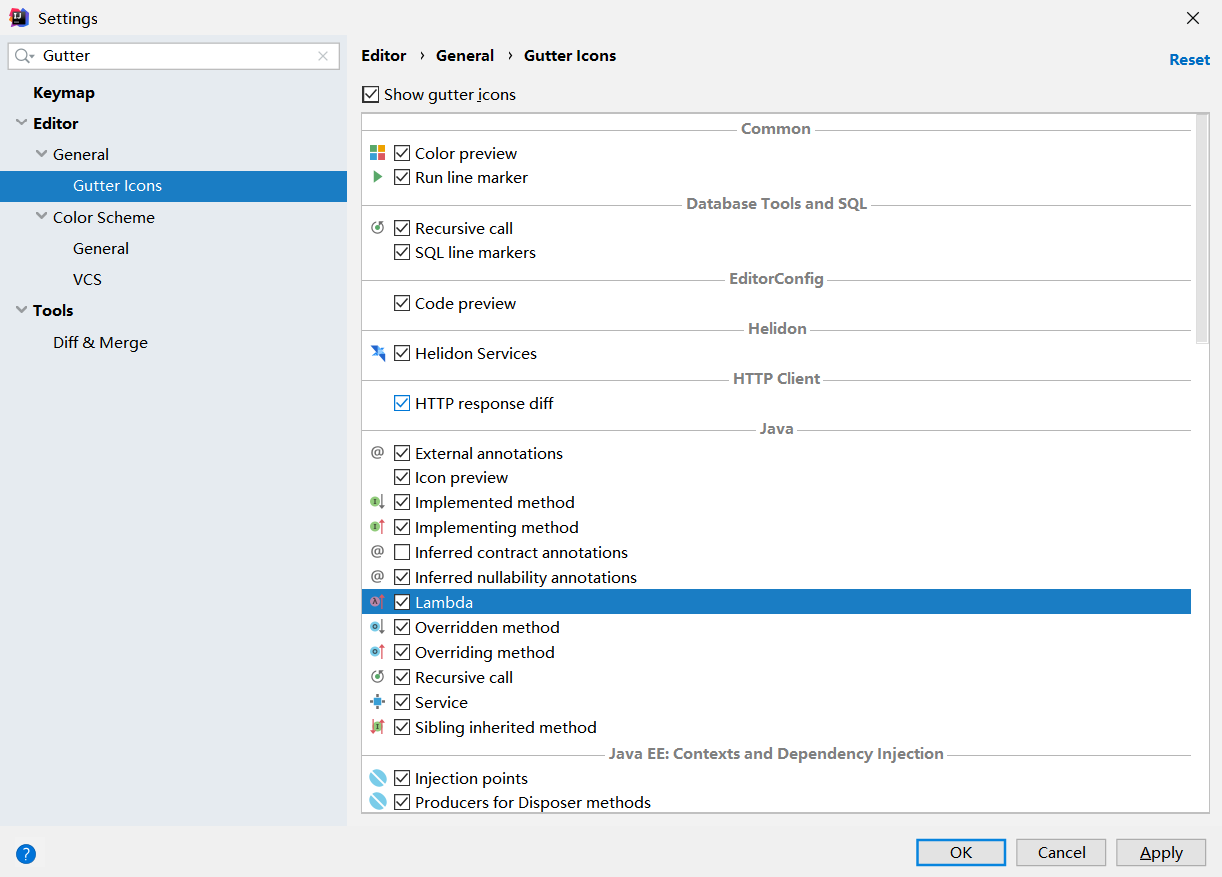 Settings
Gutter
Keymap
Editor
General
Gutter Icons
Color Scheme
General
VCS
Tools
Diff & Merge
Editor › General › Gutter Icons
Reset
Show gutter icons
Common
Color preview
Run line marker
Database Tools and SQL
Recursive call
SQL line markers
EditorConfig
Code preview
Helidon
Helidon Services
HTTP Client
HTTP response diff
Java
External annotations
Icon preview
Implemented method
Implementing method
Inferred contract annotations
Inferred nullability annotations
Lambda
Overridden method
Overriding method
Recursive call
Service
Sibling inherited method
Java EE: Contexts and Dependency Injection
Injection points
Producers for Disposer methods
?
OK Cancel Apply